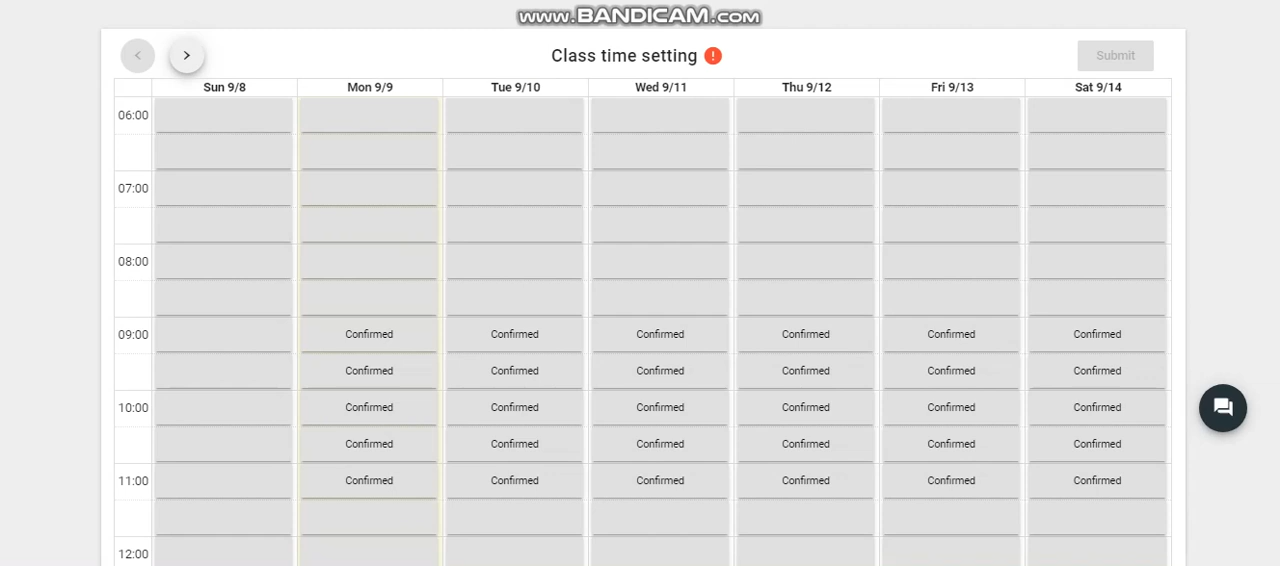 www.BANDICAM.com
< > Class time setting ! Submit
Sun 9/8 Mon 9/9 Tue 9/10 Wed 9/11 Thu 9/12 Fri 9/13 Sat 9/14
06:00
07:00
08:00
09:00 Confirmed Confirmed Confirmed Confirmed Confirmed Confirmed
Confirmed Confirmed Confirmed Confirmed Confirmed Confirmed
10:00 Confirmed Confirmed Confirmed Confirmed Confirmed Confirmed
Confirmed Confirmed Confirmed Confirmed Confirmed Confirmed
11:00 Confirmed Confirmed Confirmed Confirmed Confirmed Confirmed
12:00